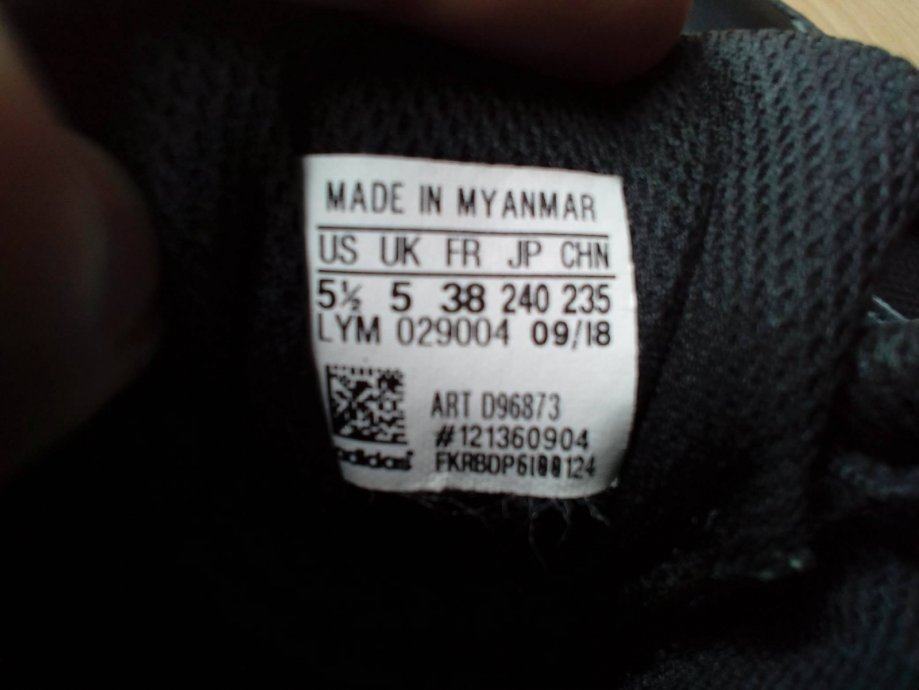 MADE IN MYANMAR
US UK FR JP CHN
5½ 5 38 240 235
LYM 029004 09/18
ART D96873
#121360904
adidas FKRBDP6I00124